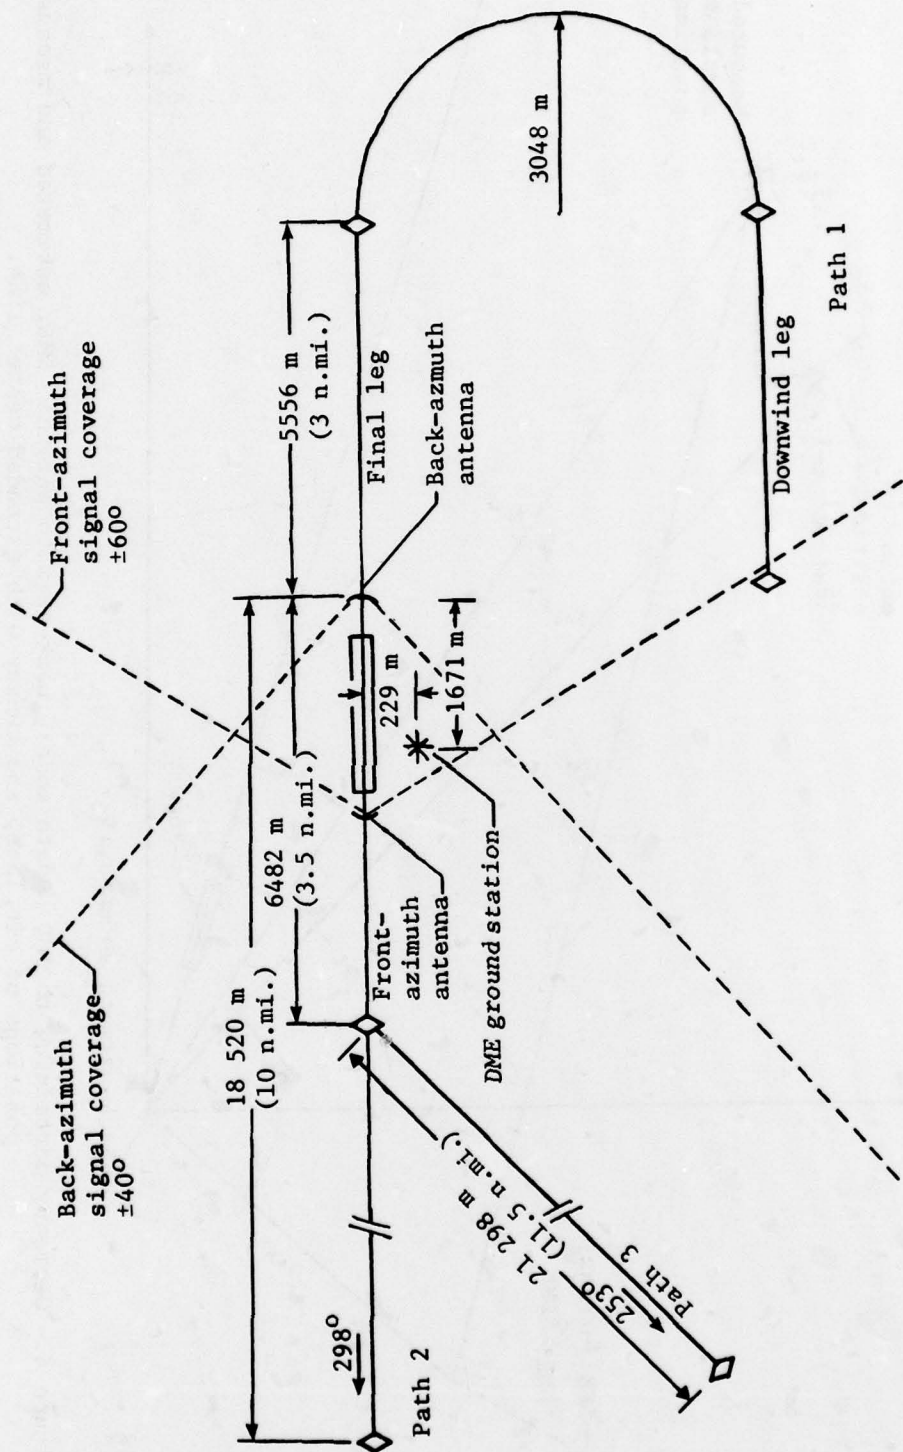 Front-azimuth
signal coverage
±60°
Back-azimuth
signal coverage
±40°
18 520 m
(10 n.mi.)
6482 m
(3.5 n.mi.)
5556 m
(3 n.mi.)
3048 m
Final leg
Back-azmuth
antenna
229 m
1671 m
Front-
azimuth
antenna
DME ground station
Downwind leg
Path 1
298°
Path 2
21 298 m
(11.5 n.mi.)
253°
Path 3